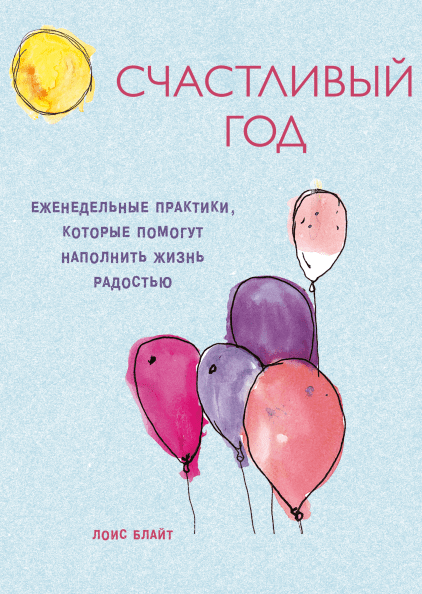 СЧАСТЛИВЫЙ
ГОД
ЕЖЕНЕДЕЛЬНЫЕ ПРАКТИКИ,
КОТОРЫЕ ПОМОГУТ
НАПОЛНИТЬ ЖИЗНЬ
РАДОСТЬЮ
ЛОИС БЛАЙТ